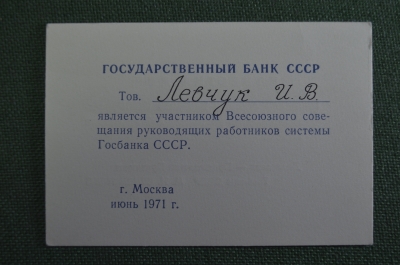 ГОСУДАРСТВЕННЫЙ БАНК СССР
Тов. Левчук И.В.
является участником Всесоюзного сове-
щания руководящих работников системы
Госбанка СССР.
г. Москва
июнь 1971 г.